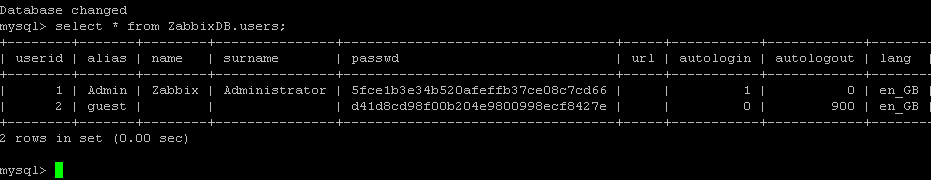 Database changed
mysql> select * from ZabbixDB.users;
+--------+-------+--------+---------------+----------------------------------+-----+-----------+------------+-------+
| userid | alias | name   | surname       | passwd                           | url | autologin | autologout | lang  |
+--------+-------+--------+---------------+----------------------------------+-----+-----------+------------+-------+
|      1 | Admin | Zabbix | Administrator | 5fce1b3e34b520afeffb37ce08c7cd66 |     |         1 |          0 | en_GB |
|      2 | guest |        |               | d41d8cd98f00b204e9800998ecf8427e |     |         0 |        900 | en_GB |
+--------+-------+--------+---------------+----------------------------------+-----+-----------+------------+-------+
2 rows in set (0.00 sec)
mysql>